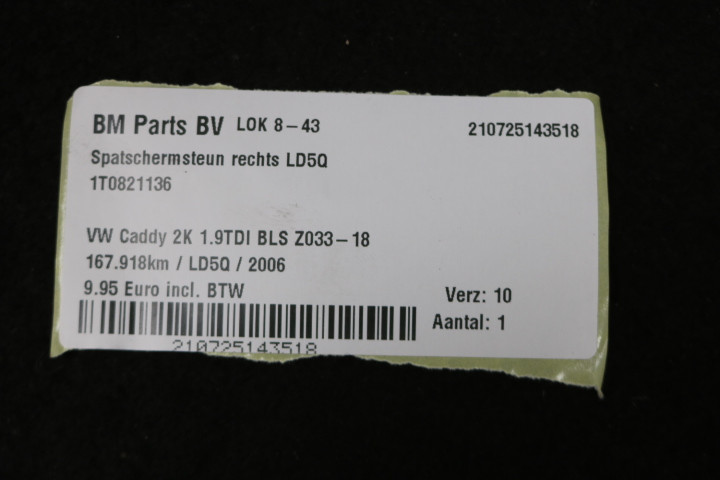 BM Parts BV LOK 8-43 210725143518
Spatschermsteun rechts LD5Q
1T0821136
VW Caddy 2K 1.9TDI BLS Z033-18
167.918km / LD5Q / 2006
9.95 Euro incl. BTW
Verz: 10
Aantal: 1
210725143518